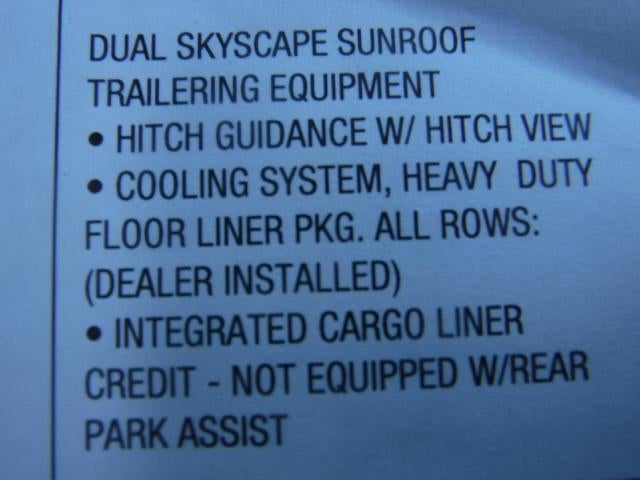 DUAL SKYSCAPE SUNROOF
TRAILERING EQUIPMENT
• HITCH GUIDANCE W/ HITCH VIEW
• COOLING SYSTEM, HEAVY DUTY
FLOOR LINER PKG. ALL ROWS:
(DEALER INSTALLED)
• INTEGRATED CARGO LINER
CREDIT - NOT EQUIPPED W/REAR
PARK ASSIST